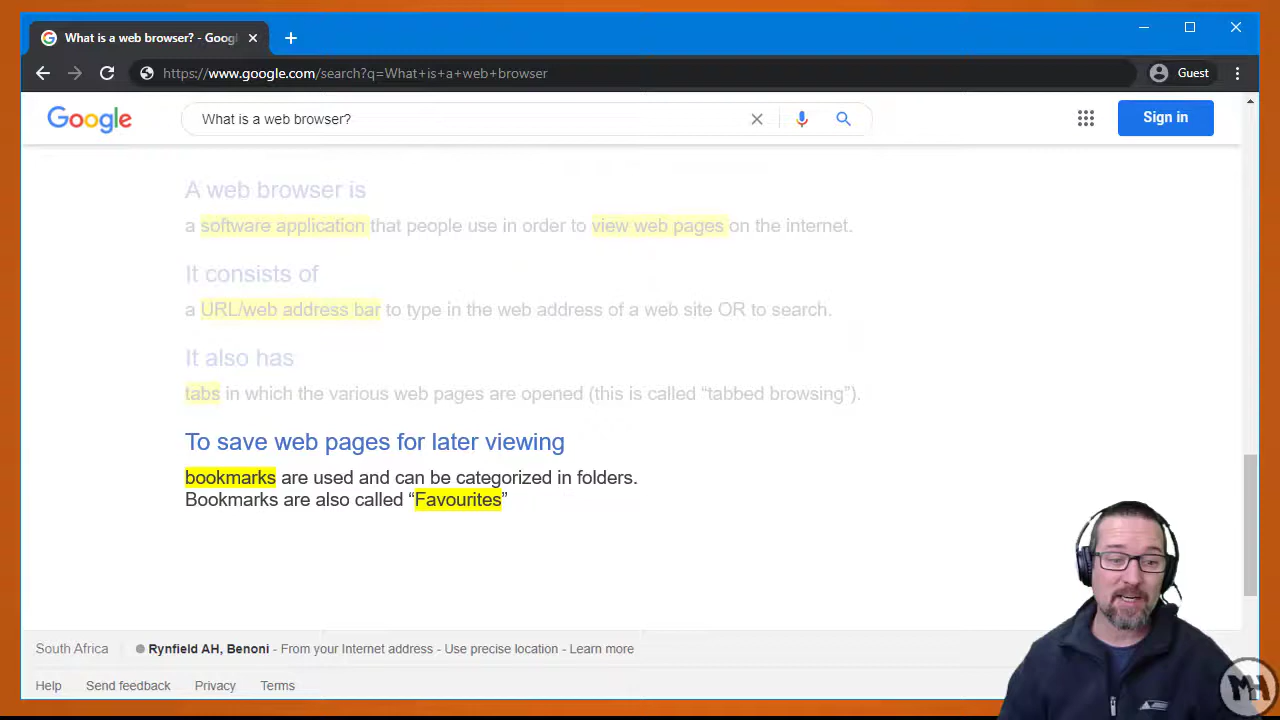 What is a web browser? - Goog
https://www.google.com/search?q=What+is+a+web+browser
Guest
Google
What is a web browser?
Sign in
A web browser is
a software application that people use in order to view web pages on the internet.
It consists of
a URL/web address bar to type in the web address of a web site OR to search.
It also has
tabs in which the various web pages are opened (this is called “tabbed browsing”).
To save web pages for later viewing
bookmarks are used and can be categorized in folders.
Bookmarks are also called “Favourites”
South Africa
Rynfield AH, Benoni - From your Internet address - Use precise location - Learn more
Help Send feedback Privacy Terms
MH